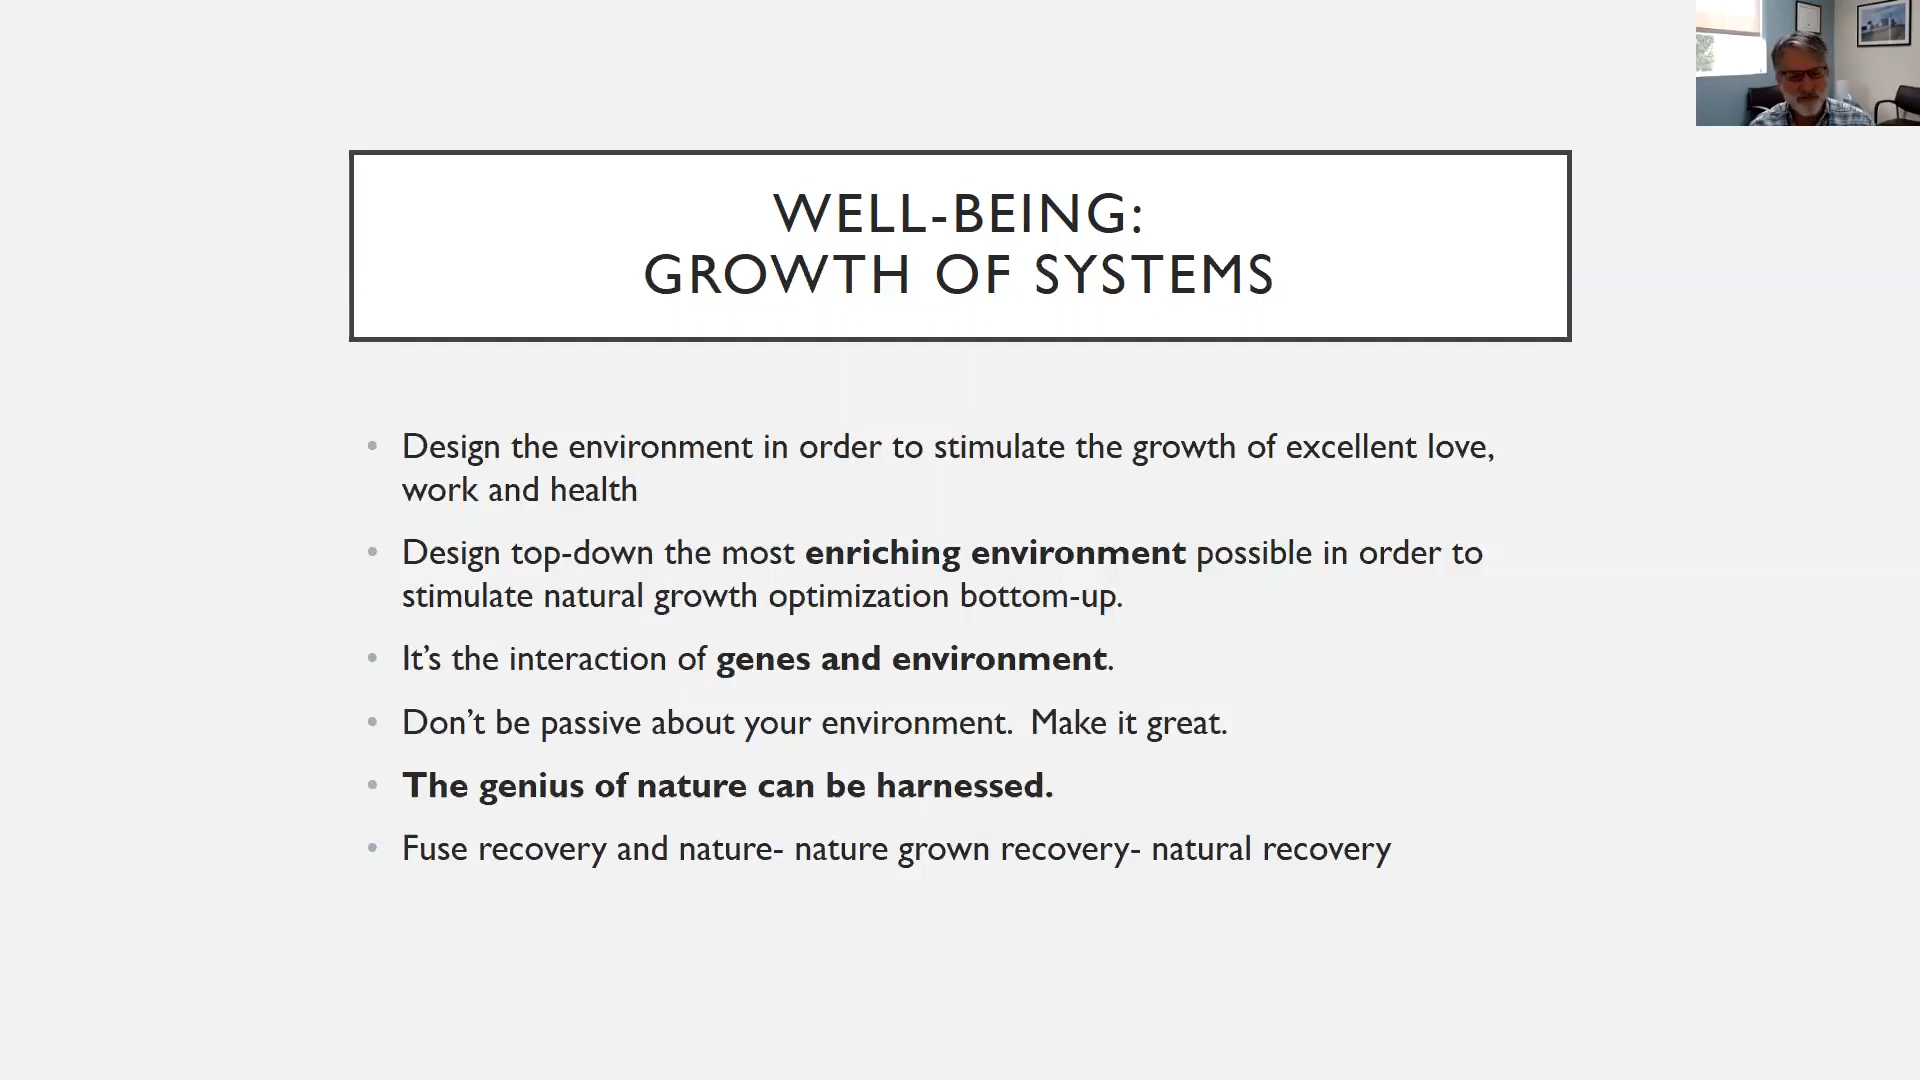 WELL-BEING:
GROWTH OF SYSTEMS
• Design the environment in order to stimulate the growth of excellent love,
work and health
• Design top-down the most enriching environment possible in order to
stimulate natural growth optimization bottom-up.
• It’s the interaction of genes and environment.
• Don’t be passive about your environment.  Make it great.
• The genius of nature can be harnessed.
• Fuse recovery and nature- nature grown recovery- natural recovery